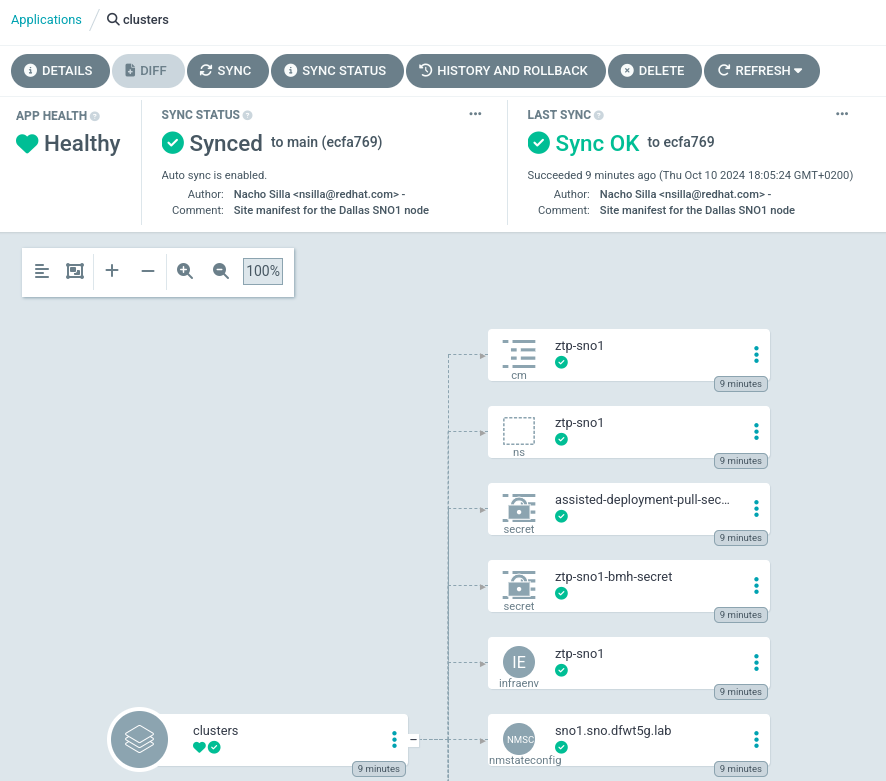 Applications / clusters
DETAILS DIFF SYNC SYNC STATUS HISTORY AND ROLLBACK DELETE REFRESH
APP HEALTH
Healthy
SYNC STATUS
Synced to main (ecfa769)
Auto sync is enabled.
Author: Nacho Silla <nsilla@redhat.com> -
Comment: Site manifest for the Dallas SNO1 node
LAST SYNC
Sync OK to ecfa769
Succeeded 9 minutes ago (Thu Oct 10 2024 18:05:24 GMT+0200)
Author: Nacho Silla <nsilla@redhat.com> -
Comment: Site manifest for the Dallas SNO1 node
100%
ztp-sno1
cm
9 minutes
ztp-sno1
ns
9 minutes
assisted-deployment-pull-sec...
secret
9 minutes
ztp-sno1-bmh-secret
secret
9 minutes
ztp-sno1
IE
infraenv
9 minutes
clusters
9 minutes
sno1.sno.dfwt5g.lab
NMSC
nmstateconfig
9 minutes